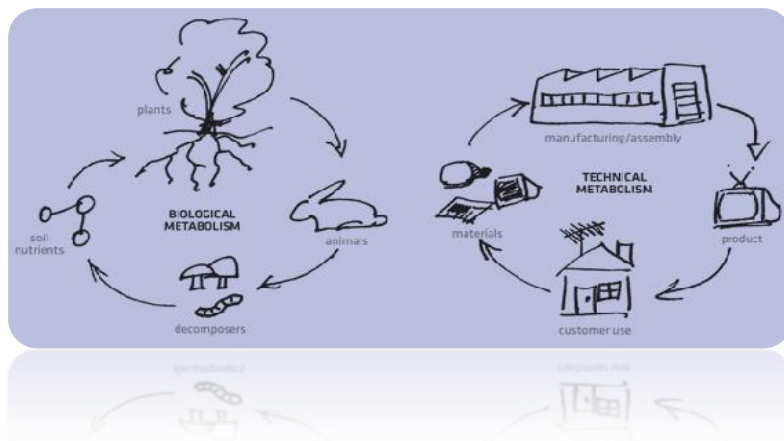 plants
BIOLOGICAL
METABOLISM
soil
nutrients
animals
decomposers
manufacturing/assembly
TECHNICAL
METABOLISM
materials
product
customer use